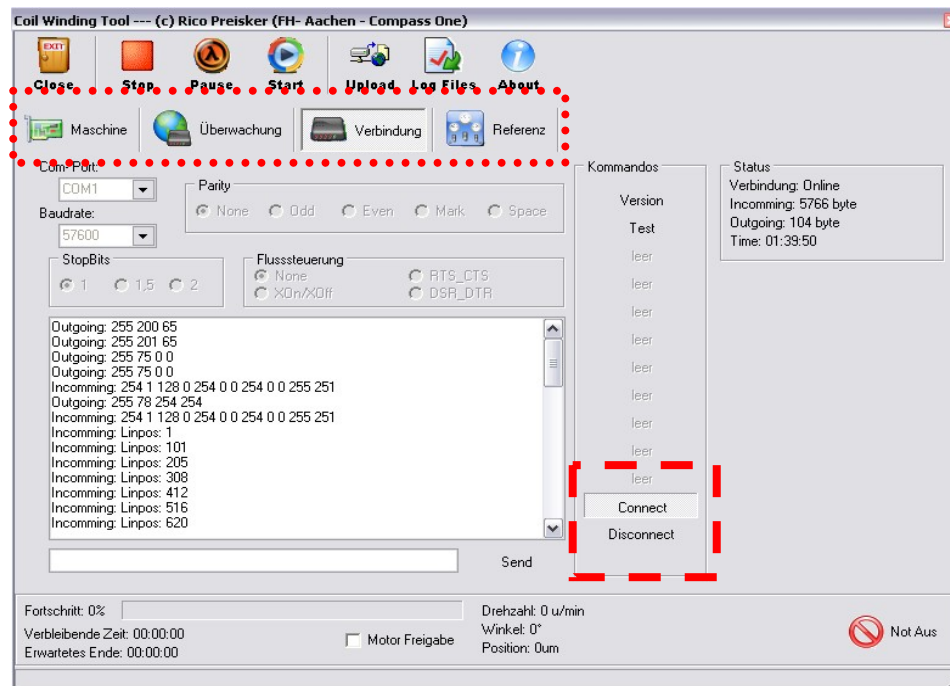 Coil Winding Tool --- (c) Rico Preisker (FH- Aachen - Compass One)
EXIT
Close Stop Pause Start Upload Log Files About
Maschine Überwachung Verbindung Referenz
Com- Port:
COM1
Baudrate:
57600
Parity
None Odd Even Mark Space
StopBits
1 1,5 2
Flusssteuerung
None RTS_CTS
XOn/XOff DSR_DTR
Outgoing: 255 200 65
Outgoing: 255 201 65
Outgoing: 255 75 0 0
Outgoing: 255 75 0 0
Incomming: 254 1 128 0 254 0 0 254 0 0 255 251
Outgoing: 255 78 254 254
Incomming: 254 1 128 0 254 0 0 254 0 0 255 251
Incomming: Linpos: 1
Incomming: Linpos: 101
Incomming: Linpos: 205
Incomming: Linpos: 308
Incomming: Linpos: 412
Incomming: Linpos: 516
Incomming: Linpos: 620
Send
Kommandos
Version
Test
leer
leer
leer
leer
leer
leer
leer
leer
leer
Connect
Disconnect
Status
Verbindung: Online
Incomming: 5766 byte
Outgoing: 104 byte
Time: 01:39:50
Fortschritt: 0%
Verbleibende Zeit: 00:00:00
Erwartetes Ende: 00:00:00
Motor Freigabe
Drehzahl: 0 u/min
Winkel: 0°
Position: 0um
Not Aus